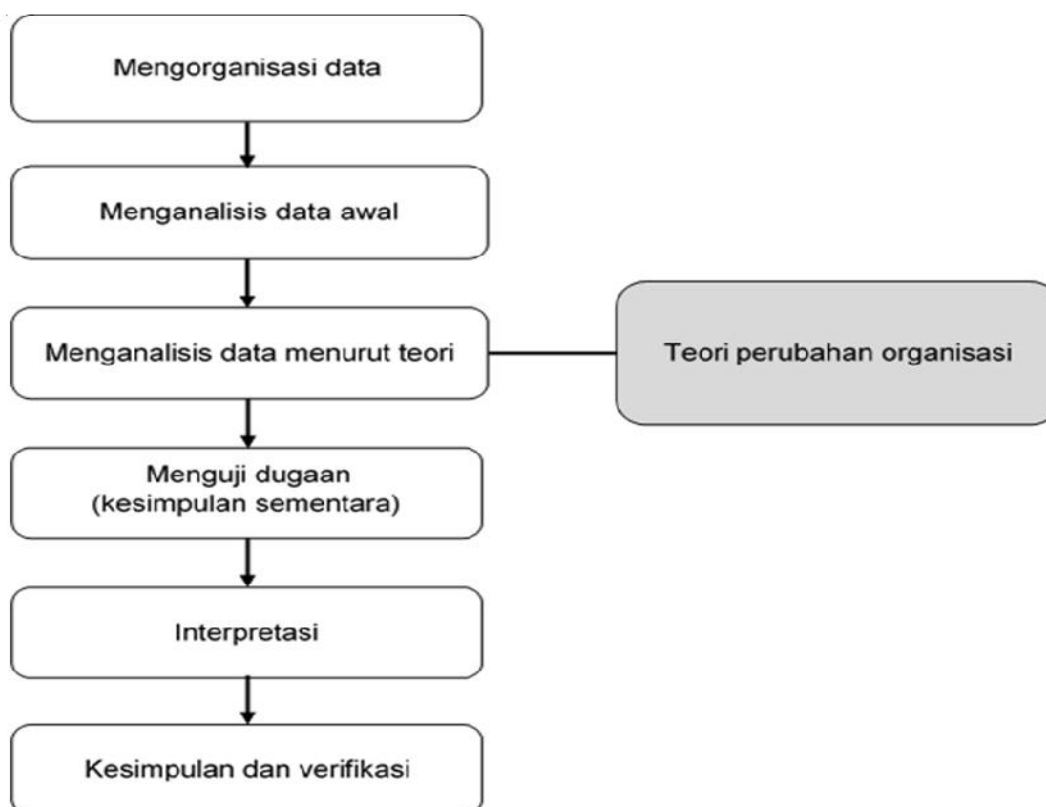 Mengorganisasi data
Menganalisis data awal
Menganalisis data menurut teori
Teori perubahan organisasi
Menguji dugaan
(kesimpulan sementara)
Interpretasi
Kesimpulan dan verifikasi